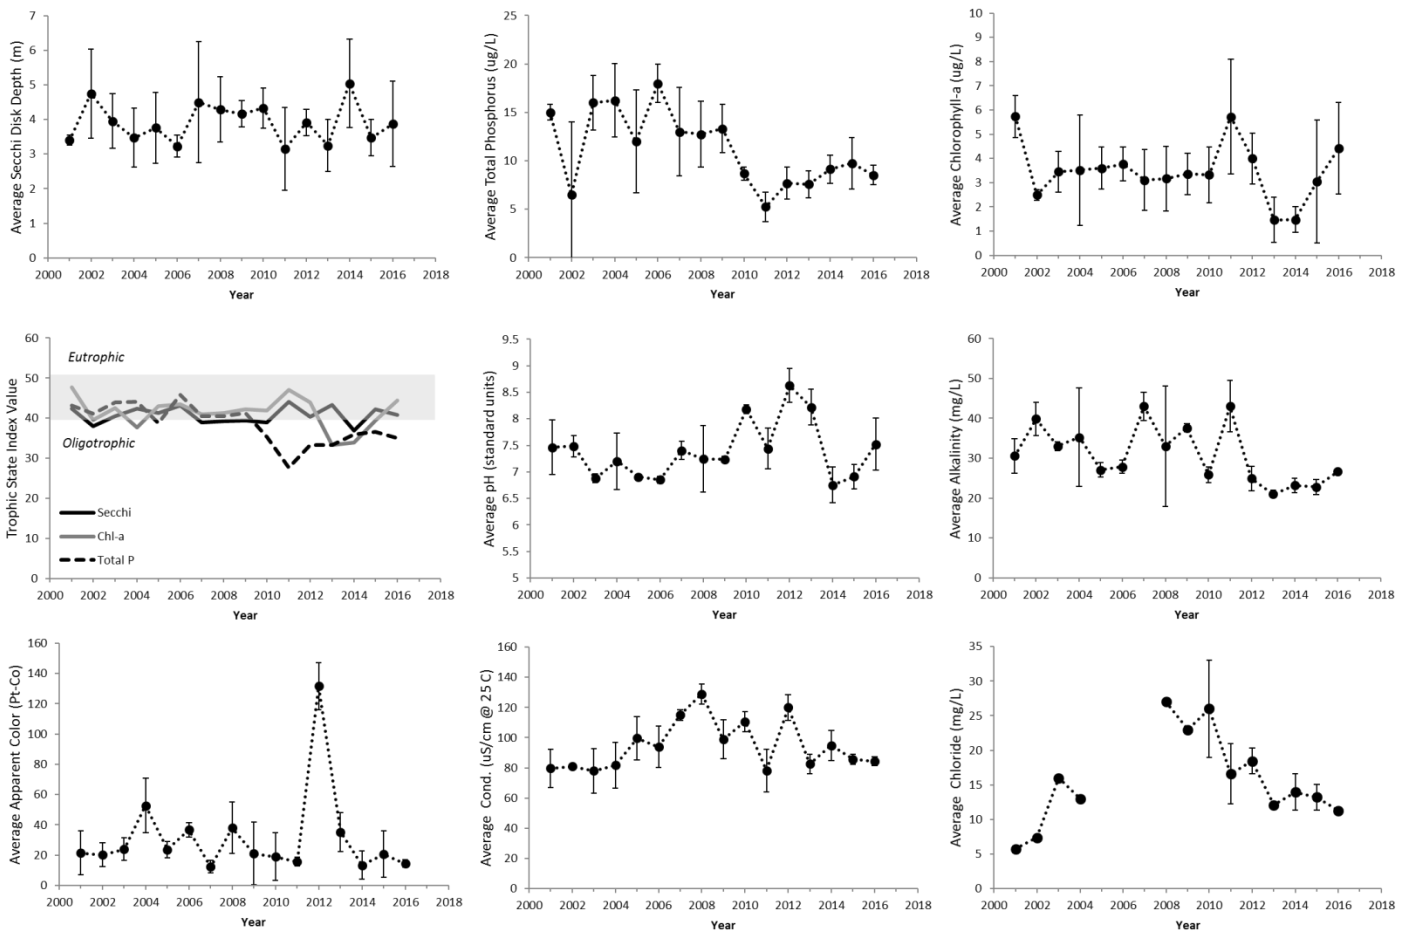 Average Secchi Disk Depth (m)
7
6
5
4
3
2
1
0
2000 2002 2004 2006 2008 2010 2012 2014 2016 2018
Year
Average Total Phosphorus (ug/L)
25
20
15
10
5
0
2000 2002 2004 2006 2008 2010 2012 2014 2016 2018
Year
Average Chlorophyll-a (ug/L)
10
9
8
7
6
5
4
3
2
1
0
2000 2002 2004 2006 2008 2010 2012 2014 2016 2018
Year
Trophic State Index Value
60
50
40
30
20
10
0
Eutrophic
Oligotrophic
Secchi
Chl-a
Total P
2000 2002 2004 2006 2008 2010 2012 2014 2016 2018
Year
Average pH (standard units)
9.5
9
8.5
8
7.5
7
6.5
6
5.5
5
2000 2002 2004 2006 2008 2010 2012 2014 2016 2018
Year
Average Alkalinity (mg/L)
60
50
40
30
20
10
0
2000 2002 2004 2006 2008 2010 2012 2014 2016 2018
Year
Average Apparent Color (Pt-Co)
160
140
120
100
80
60
40
20
0
2000 2002 2004 2006 2008 2010 2012 2014 2016 2018
Year
Average Cond. (uS/cm @ 25 C)
160
140
120
100
80
60
40
20
0
2000 2002 2004 2006 2008 2010 2012 2014 2016 2018
Year
Average Chloride (mg/L)
35
30
25
20
15
10
5
0
2000 2002 2004 2006 2008 2010 2012 2014 2016 2018
Year